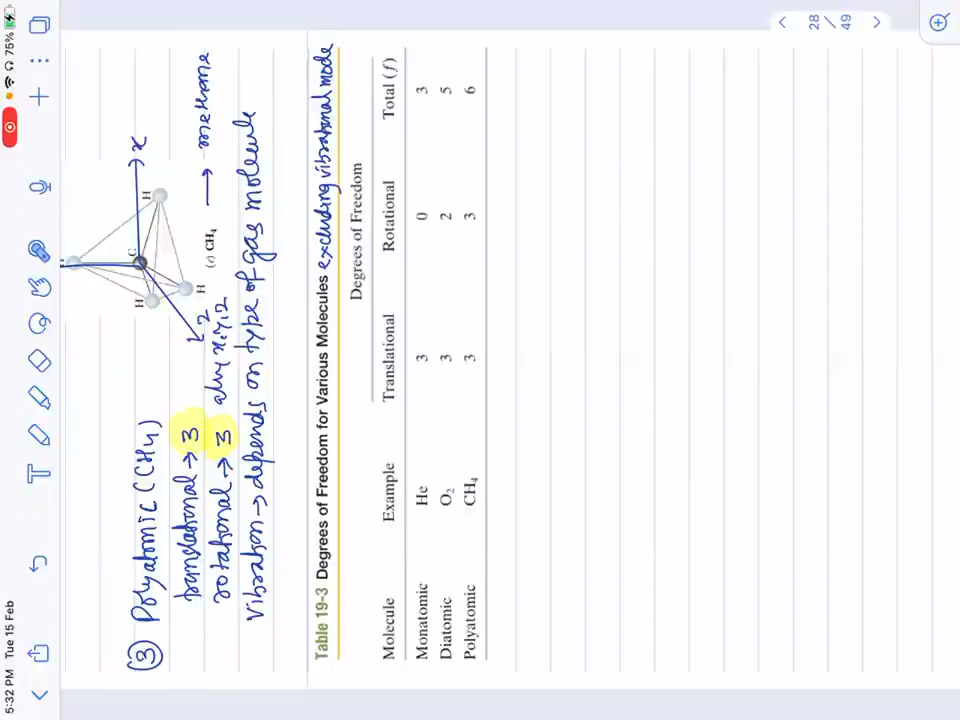 5:32 PM Tue 15 Feb
75%
28 / 49
(3) Polyatomic (CH4)
translational → 3
rotational → 3 along x, y, z
Vibration → depends on type of gas molecule
x
z
H
C
H
H
(c) CH4 → methane
Table 19-3 Degrees of Freedom for Various Molecules excluding vibrational mode
Degrees of Freedom
Molecule Example Translational Rotational Total (f)
Monatomic He 3 0 3
Diatomic O2 3 2 5
Polyatomic CH4 3 3 6